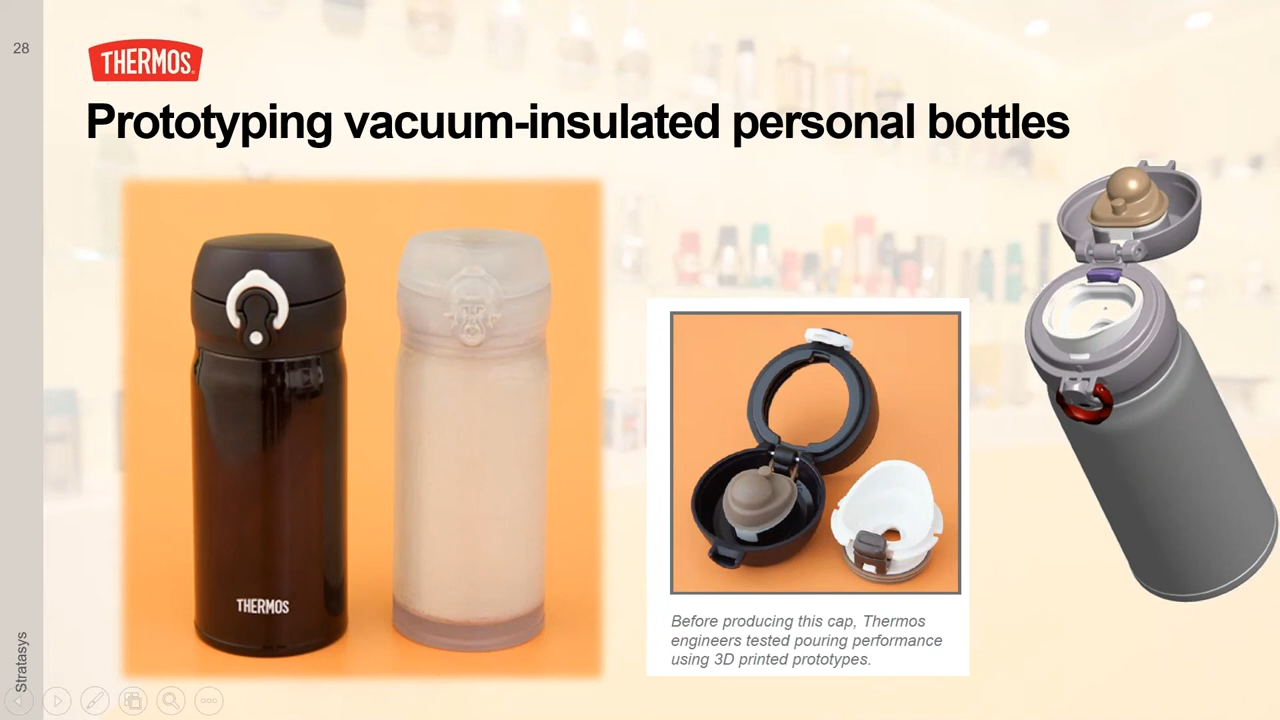 28
THERMOS
Prototyping vacuum-insulated personal bottles
THERMOS
Before producing this cap, Thermos
engineers tested pouring performance
using 3D printed prototypes.
Stratasys